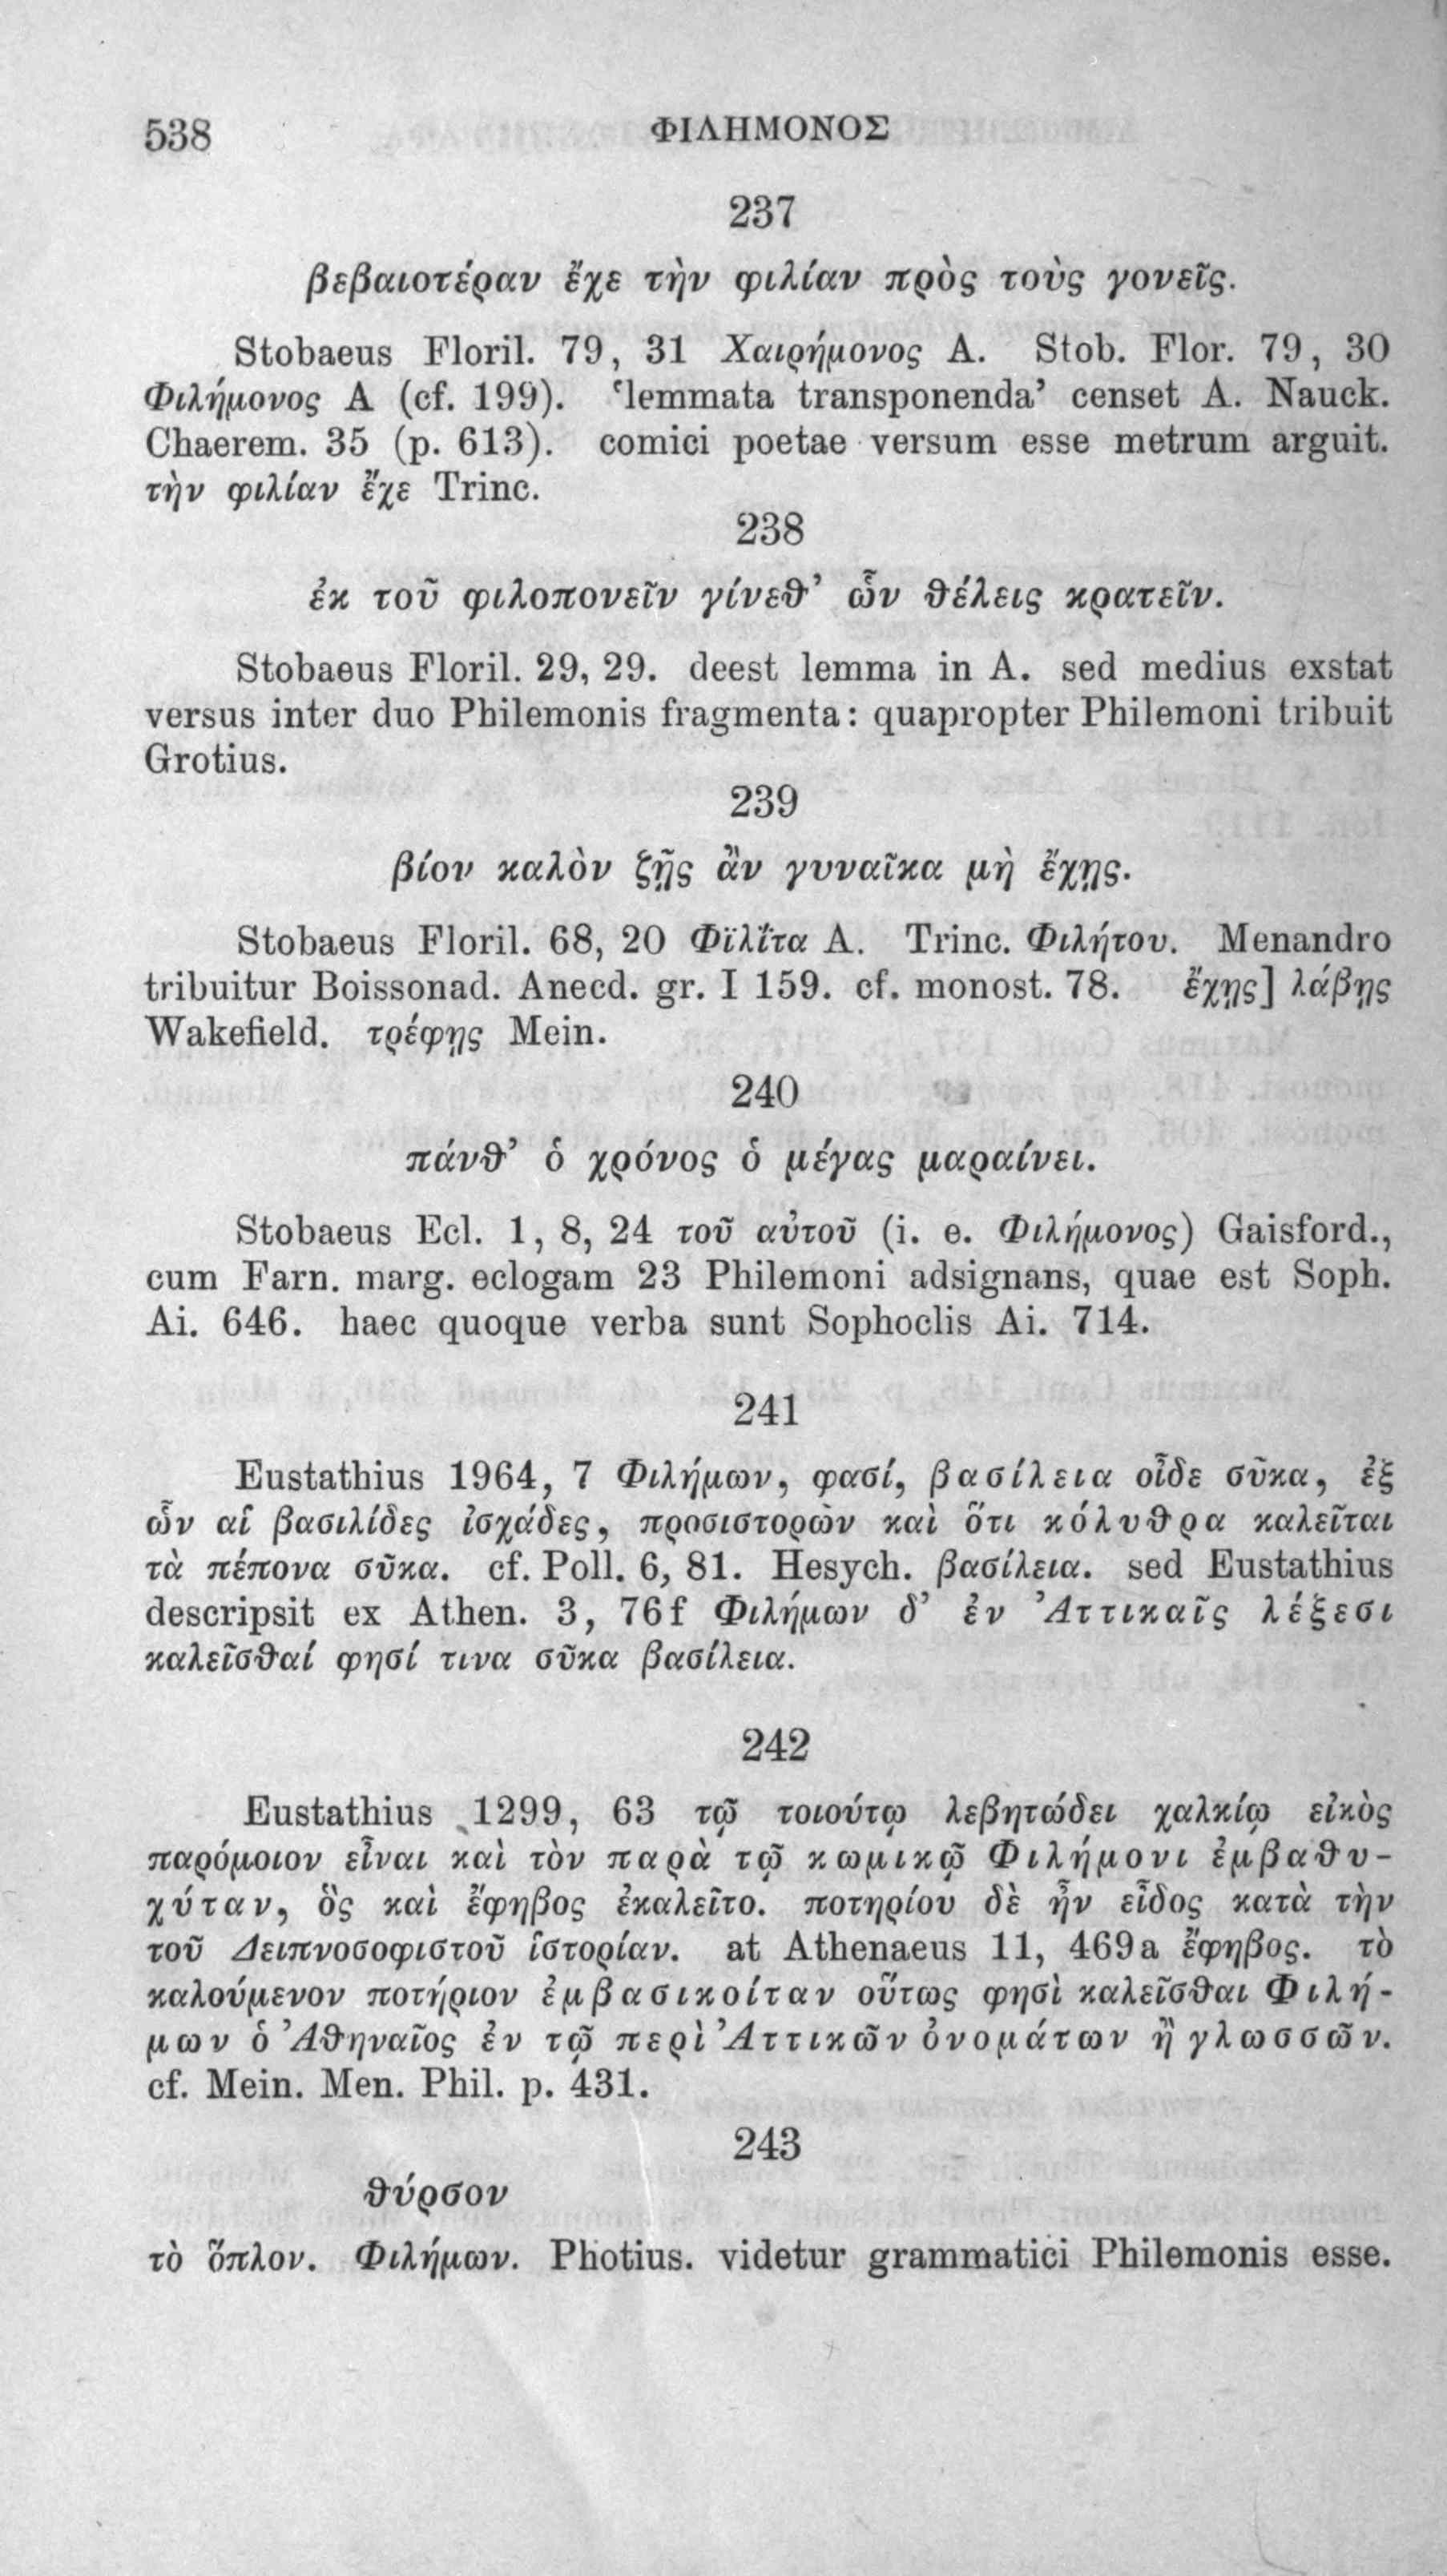 538
ΦΙΛΗΜΟΝΟΣ
237
βεβαιοτέραν ἔχε τὴν φιλίαν πρὸς τοὺς γονεῖς.
Stobaeus Floril. 79, 31 Χαιρήμονος A. Stob. Flor. 79, 30
Φιλήμονος A (cf. 199). ‘lemmata transponenda’ censet A. Nauck.
Chaerem. 35 (p. 613). comici poetae versum esse metrum arguit.
τὴν φιλίαν ἔχε Trinc.
238
ἐκ τοῦ φιλοπονεῖν γίνεθ’ ὧν θέλεις κρατεῖν.
Stobaeus Floril. 29, 29. deest lemma in A. sed medius exstat
versus inter duo Philemonis fragmenta: quapropter Philemoni tribuit
Grotius.
239
βίον καλὸν ζῇς ἂν γυναῖκα μὴ ἔχῃς.
Stobaeus Floril. 68, 20 Φϊλΐτα A. Trinc. Φιλήτου. Menandro
tribuitur Boissonad. Anecd. gr. I 159. cf. monost. 78. ἔχῃς] λάβῃς
Wakefield. τρέφῃς Mein.
240
πάνθ’ ὁ χρόνος ὁ μέγας μαραίνει.
Stobaeus Ecl. 1, 8, 24 τοῦ αὐτοῦ (i. e. Φιλήμονος) Gaisford.,
cum Farn. marg. eclogam 23 Philemoni adsignans, quae est Soph.
Ai. 646. haec quoque verba sunt Sophoclis Ai. 714.
241
Eustathius 1964, 7 Φιλήμων, φασί, βασίλεια οἶδε σῦκα, ἐξ
ὧν αἱ βασιλίδες ἰσχάδες, προσιστορῶν καὶ ὅτι κόλυθρα καλεῖται
τὰ πέπονα σῦκα. cf. Poll. 6, 81. Hesych. βασίλεια. sed Eustathius
descripsit ex Athen. 3, 76f Φιλήμων δ’ ἐν Ἀττικαῖς λέξεσι
καλεῖσθαί φησί τινα σῦκα βασίλεια.
242
Eustathius 1299, 63 τῷ τοιούτῳ λεβητώδει χαλκίῳ εἰκὸς
παρόμοιον εἶναι καὶ τὸν παρὰ τῷ κωμικῷ Φιλήμονι ἐμβαθυ-
χύταν, ὃς καὶ ἔφηβος ἐκαλεῖτο. ποτηρίου δὲ ἦν εἶδος κατὰ τὴν
τοῦ Δειπνοσοφιστοῦ ἱστορίαν. at Athenaeus 11, 469a ἔφηβος. τὸ
καλούμενον ποτήριον ἐμβασικοίταν οὕτως φησὶ καλεῖσθαι Φιλή-
μων ὁ Ἀθηναῖος ἐν τῷ περὶ Ἀττικῶν ὀνομάτων ἢ γλωσσῶν.
cf. Mein. Men. Phil. p. 431.
243
θύρσον
τὸ ὅπλον. Φιλήμων. Photius. videtur grammatici Philemonis esse.